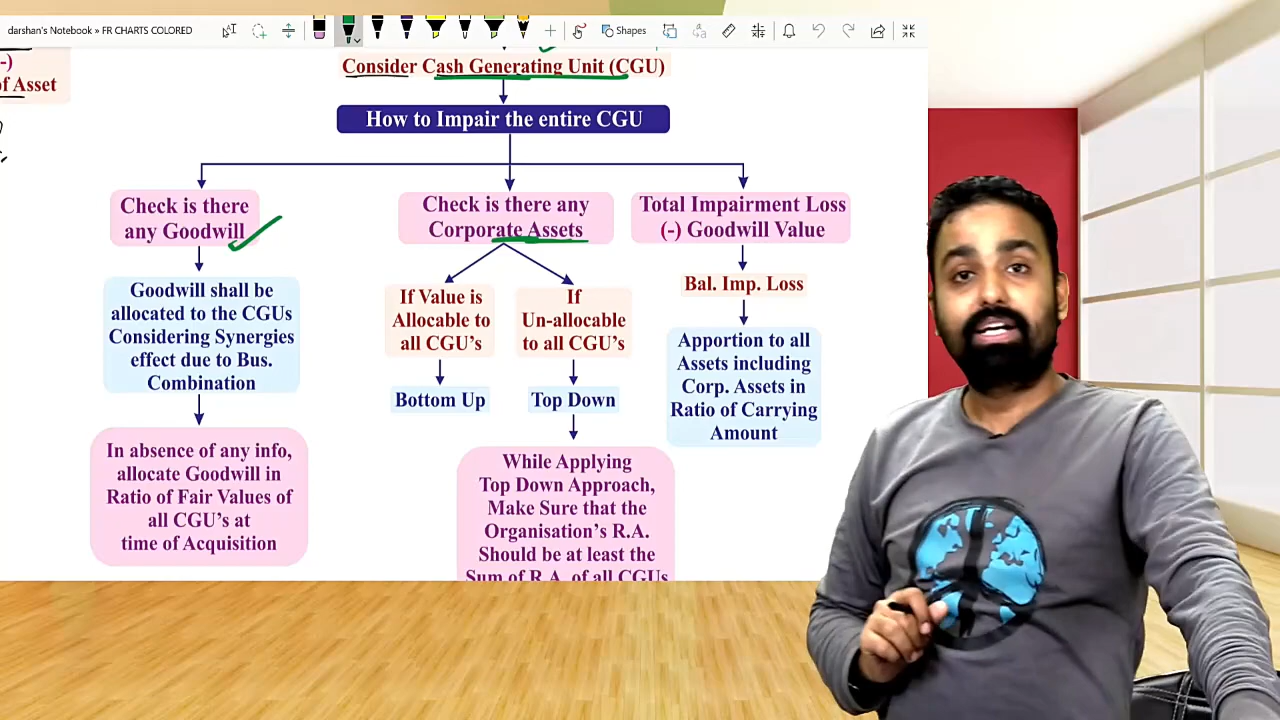 darshan's Notebook » FR CHARTS COLORED
Shapes
(-)
of Asset
Consider Cash Generating Unit (CGU)
How to Impair the entire CGU
Check is there
any Goodwill
Goodwill shall be
allocated to the CGUs
Considering Synergies
effect due to Bus.
Combination
In absence of any info,
allocate Goodwill in
Ratio of Fair Values of
all CGU's at
time of Acquisition
Check is there any
Corporate Assets
If Value is
Allocable to
all CGU's
Bottom Up
If
Un-allocable
to all CGU's
Top Down
While Applying
Top Down Approach,
Make Sure that the
Organisation's R.A.
Should be at least the
Sum of R.A. of all CGUs
Total Impairment Loss
(-) Goodwill Value
Bal. Imp. Loss
Apportion to all
Assets including
Corp. Assets in
Ratio of Carrying
Amount